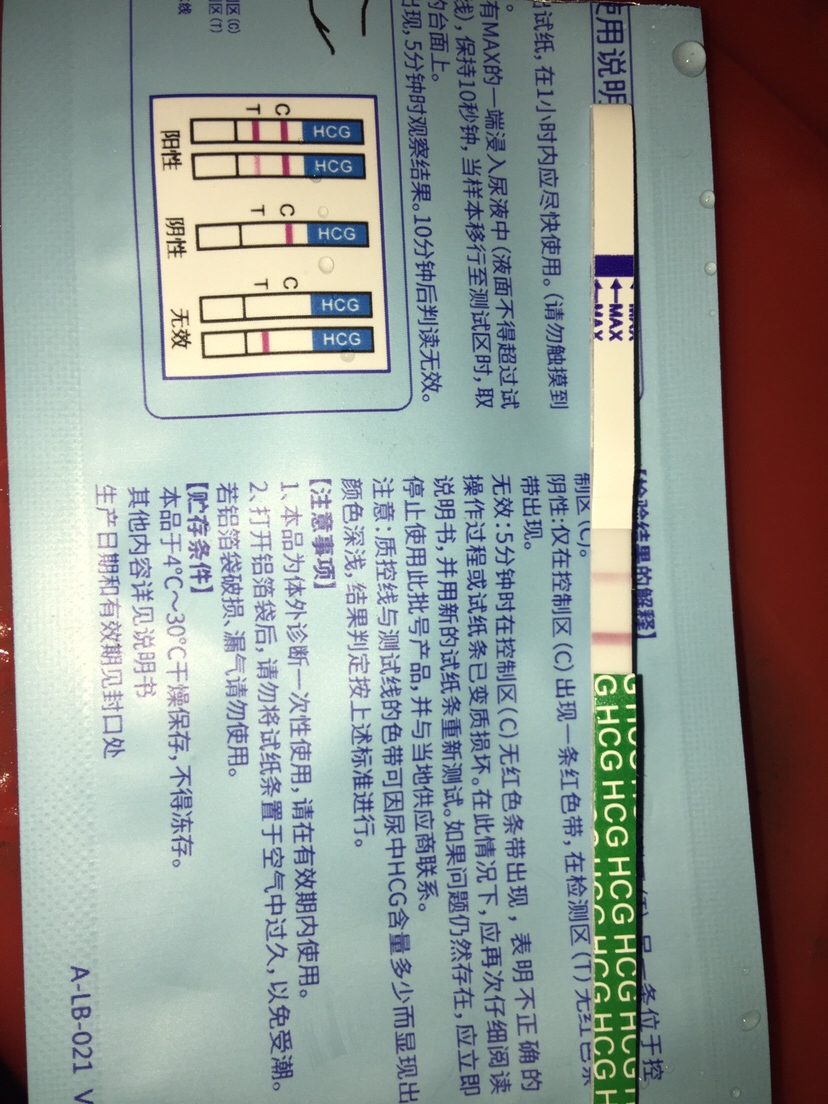 使用说明
试纸，在1小时内应尽快使用。(请勿触摸到
。
有MAX的一端浸入尿液中(液面不得超过试
线)，保持10秒钟，当样本移行至测试区时，取
的台面上。
出现，5分钟时观察结果。10分钟后判读无效。
区(C)
区(T)
线
C
T
HCG
HCG
阳性
C
T
HCG
阴性
C
T
HCG
HCG
无效
MAX
←MAX
←MAX
G HCG HCG HCG HCG HCG H
【检验结果的解释】
另一条位于控
制区(C)。
阴性:仅在控制区(C)出现一条红色带，在检测区(T)无红色条
带出现。
无效:5分钟时在控制区(C)无红色条带出现，表明不正确的
操作过程或试纸条已变质损坏。在此情况下，应再次仔细阅读
说明书，并用新的试纸条重新测试。如果问题仍然存在，应立即
停止使用此批号产品，并与当地供应商联系。
注意:质控线与测试线的色带可因尿中HCG含量多少而显现出
颜色深浅，结果判定按上述标准进行。
【注意事项】
1、本品为体外诊断一次性使用，请在有效期内使用。
2、打开铝箔袋后，请勿将试纸条置于空气中过久，以免受潮。
若铝箔袋破损、漏气请勿使用。
【贮存条件】
本品于4°C～30°C干燥保存，不得冻存。
其他内容详见说明书
生产日期和有效期见封口处
A-LB-021 V